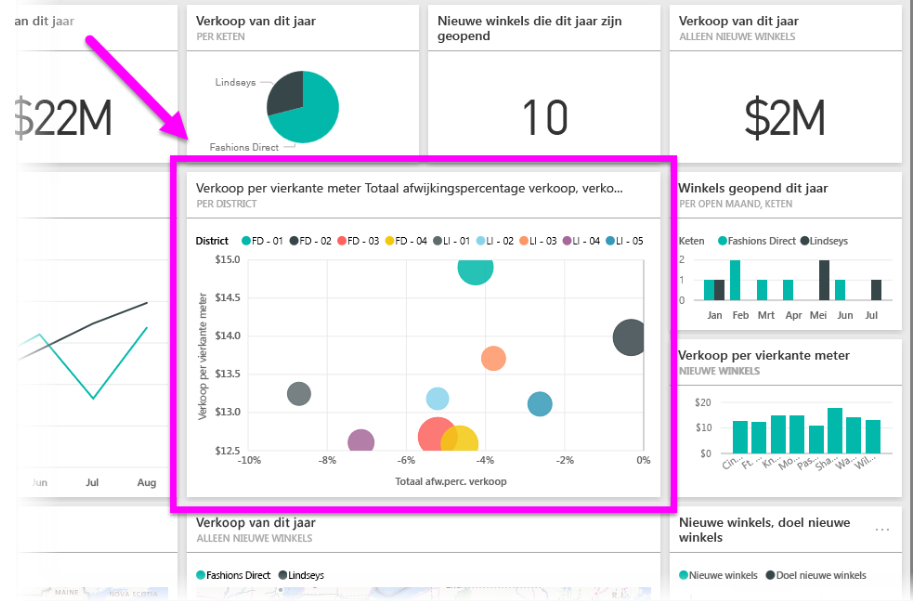 an dit jaar
$22M
Verkoop van dit jaar
PER KETEN
Lindseys
Fashions Direct
Nieuwe winkels die dit jaar zijn
geopend
10
Verkoop van dit jaar
ALLEEN NIEUWE WINKELS
$2M
Jun Jul Aug
Verkoop per vierkante meter Totaal afwijkingspercentage verkoop, verko...
PER DISTRICT
District FD - 01 FD - 02 FD - 03 FD - 04 LI - 01 LI - 02 LI - 03 LI - 04 LI - 05
Verkoop per vierkante meter
$15.0
$14.5
$14.0
$13.5
$13.0
$12.5
-10% -8% -6% -4% -2% 0%
Totaal afw.perc. verkoop
Winkels geopend dit jaar
PER OPEN MAAND, KETEN
Keten Fashions Direct Lindseys
2
1
0
Jan Feb Mrt Apr Mei Jun Jul
Verkoop per vierkante meter
NIEUWE WINKELS
$20
$10
$0
Cin... Ft. ... Kn... Mo... Pas... Sha... Wa... Wil...
MAINE NOVA SCOTIA
Verkoop van dit jaar
ALLEEN NIEUWE WINKELS
Fashions Direct Lindseys
Nieuwe winkels, doel nieuwe
winkels
...
Nieuwe winkels Doel nieuwe winkels